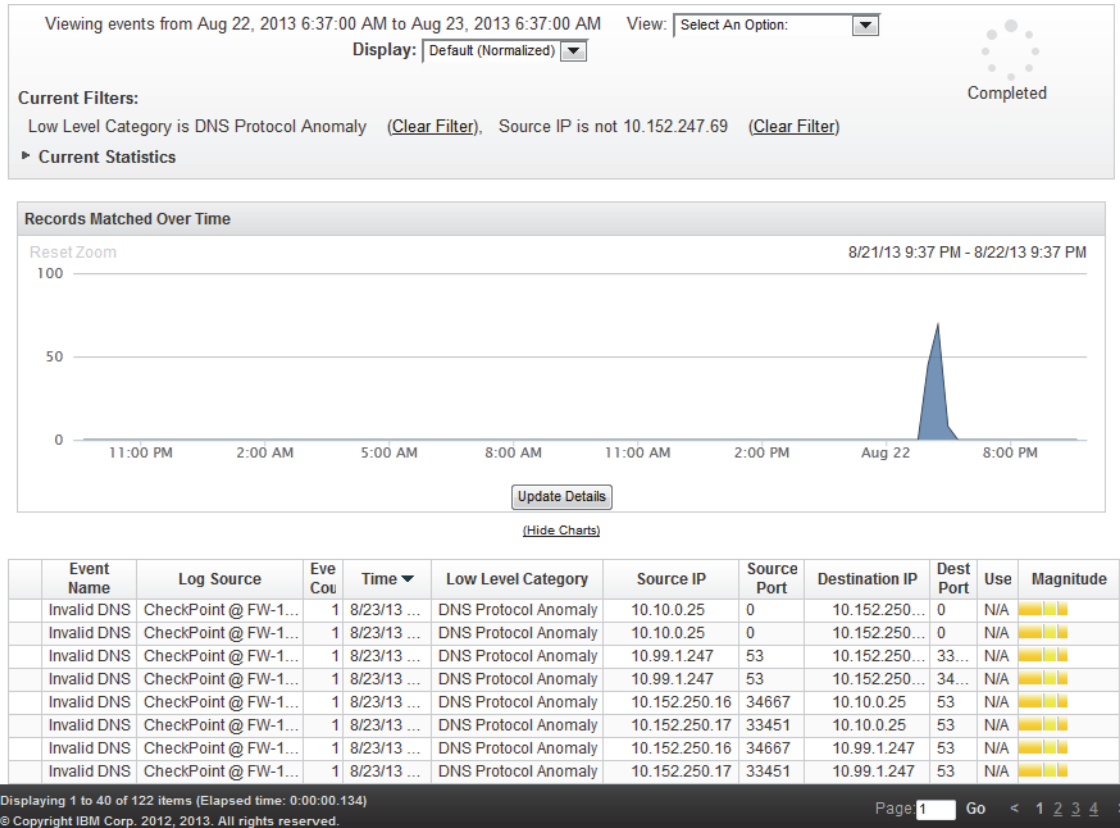 Viewing events from Aug 22, 2013 6:37:00 AM to Aug 23, 2013 6:37:00 AM View: Select An Option:
Display: Default (Normalized)
Completed
Current Filters:
Low Level Category is DNS Protocol Anomaly (Clear Filter), Source IP is not 10.152.247.69 (Clear Filter)
Current Statistics
Records Matched Over Time
Reset Zoom 8/21/13 9:37 PM - 8/22/13 9:37 PM
100
50
0
11:00 PM 2:00 AM 5:00 AM 8:00 AM 11:00 AM 2:00 PM Aug 22 8:00 PM
Update Details
(Hide Charts)
Event Name Log Source Eve Cou Time Low Level Category Source IP Source Port Destination IP Dest Port Use Magnitude
Invalid DNS CheckPoint @ FW-1... 1 8/23/13 ... DNS Protocol Anomaly 10.10.0.25 0 10.152.250... 0 N/A
Invalid DNS CheckPoint @ FW-1... 1 8/23/13 ... DNS Protocol Anomaly 10.10.0.25 0 10.152.250... 0 N/A
Invalid DNS CheckPoint @ FW-1... 1 8/23/13 ... DNS Protocol Anomaly 10.99.1.247 53 10.152.250... 33... N/A
Invalid DNS CheckPoint @ FW-1... 1 8/23/13 ... DNS Protocol Anomaly 10.99.1.247 53 10.152.250... 34... N/A
Invalid DNS CheckPoint @ FW-1... 1 8/23/13 ... DNS Protocol Anomaly 10.152.250.16 34667 10.10.0.25 53 N/A
Invalid DNS CheckPoint @ FW-1... 1 8/23/13 ... DNS Protocol Anomaly 10.152.250.17 33451 10.10.0.25 53 N/A
Invalid DNS CheckPoint @ FW-1... 1 8/23/13 ... DNS Protocol Anomaly 10.152.250.16 34667 10.99.1.247 53 N/A
Invalid DNS CheckPoint @ FW-1... 1 8/23/13 ... DNS Protocol Anomaly 10.152.250.17 33451 10.99.1.247 53 N/A
Displaying 1 to 40 of 122 items (Elapsed time: 0:00:00.134)
Page: 1 Go < 1 2 3 4
© Copyright IBM Corp. 2012, 2013. All rights reserved.